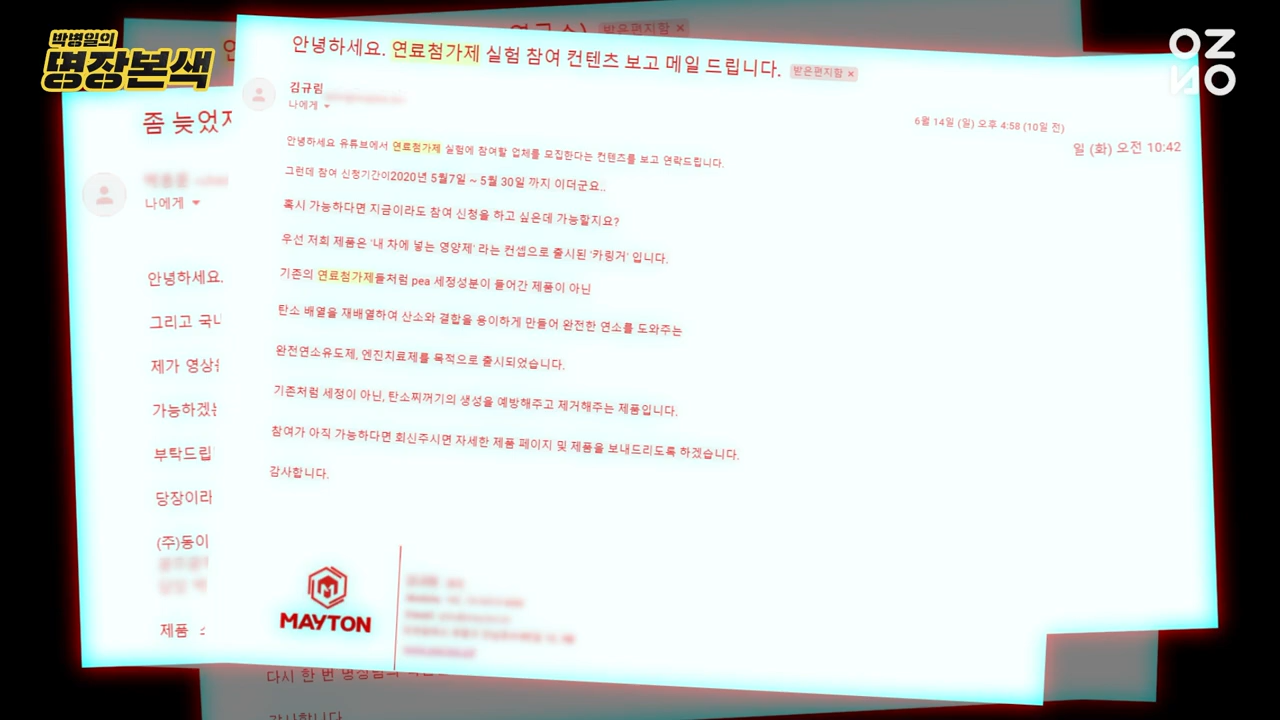 박병일의
명장본색
OZ
NO
받은편지함 ×
안녕하세요. 연료첨가제 실험 참여 컨텐츠 보고 메일 드립니다. 받은편지함 ×
김규림
나에게
6월 14일 (일) 오후 4:58 (10일 전)
일 (화) 오전 10:42
안녕하세요 유튜브에서 연료첨가제 실험에 참여할 업체를 모집한다는 컨텐츠를 보고 연락드립니다.
그런데 참여 신청기간이2020년 5월7일 ~ 5월 30일 까지 이더군요..
혹시 가능하다면 지금이라도 참여 신청을 하고 싶은데 가능할지요?
우선 저희 제품은 '내 차에 넣는 영양제' 라는 컨셉으로 출시된 '카링거' 입니다.
기존의 연료첨가제들처럼 pea 세정성분이 들어간 제품이 아닌
탄소 배열을 재배열하여 산소와 결합을 용이하게 만들어 완전한 연소를 도와주는
완전연소유도제, 엔진치료제를 목적으로 출시되었습니다.
기존처럼 세정이 아닌, 탄소찌꺼기의 생성을 예방해주고 제거해주는 제품입니다.
참여가 아직 가능하다면 회신주시면 자세한 제품 페이지 및 제품을 보내드리도록 하겠습니다.
감사합니다.
MAYTON
좀 늦었지
나에게
안녕하세요.
그리고 국내
제가 영상을
가능하겠는
부탁드립
당장이라
(주)동이
제품
다시 한 번
감사합니다